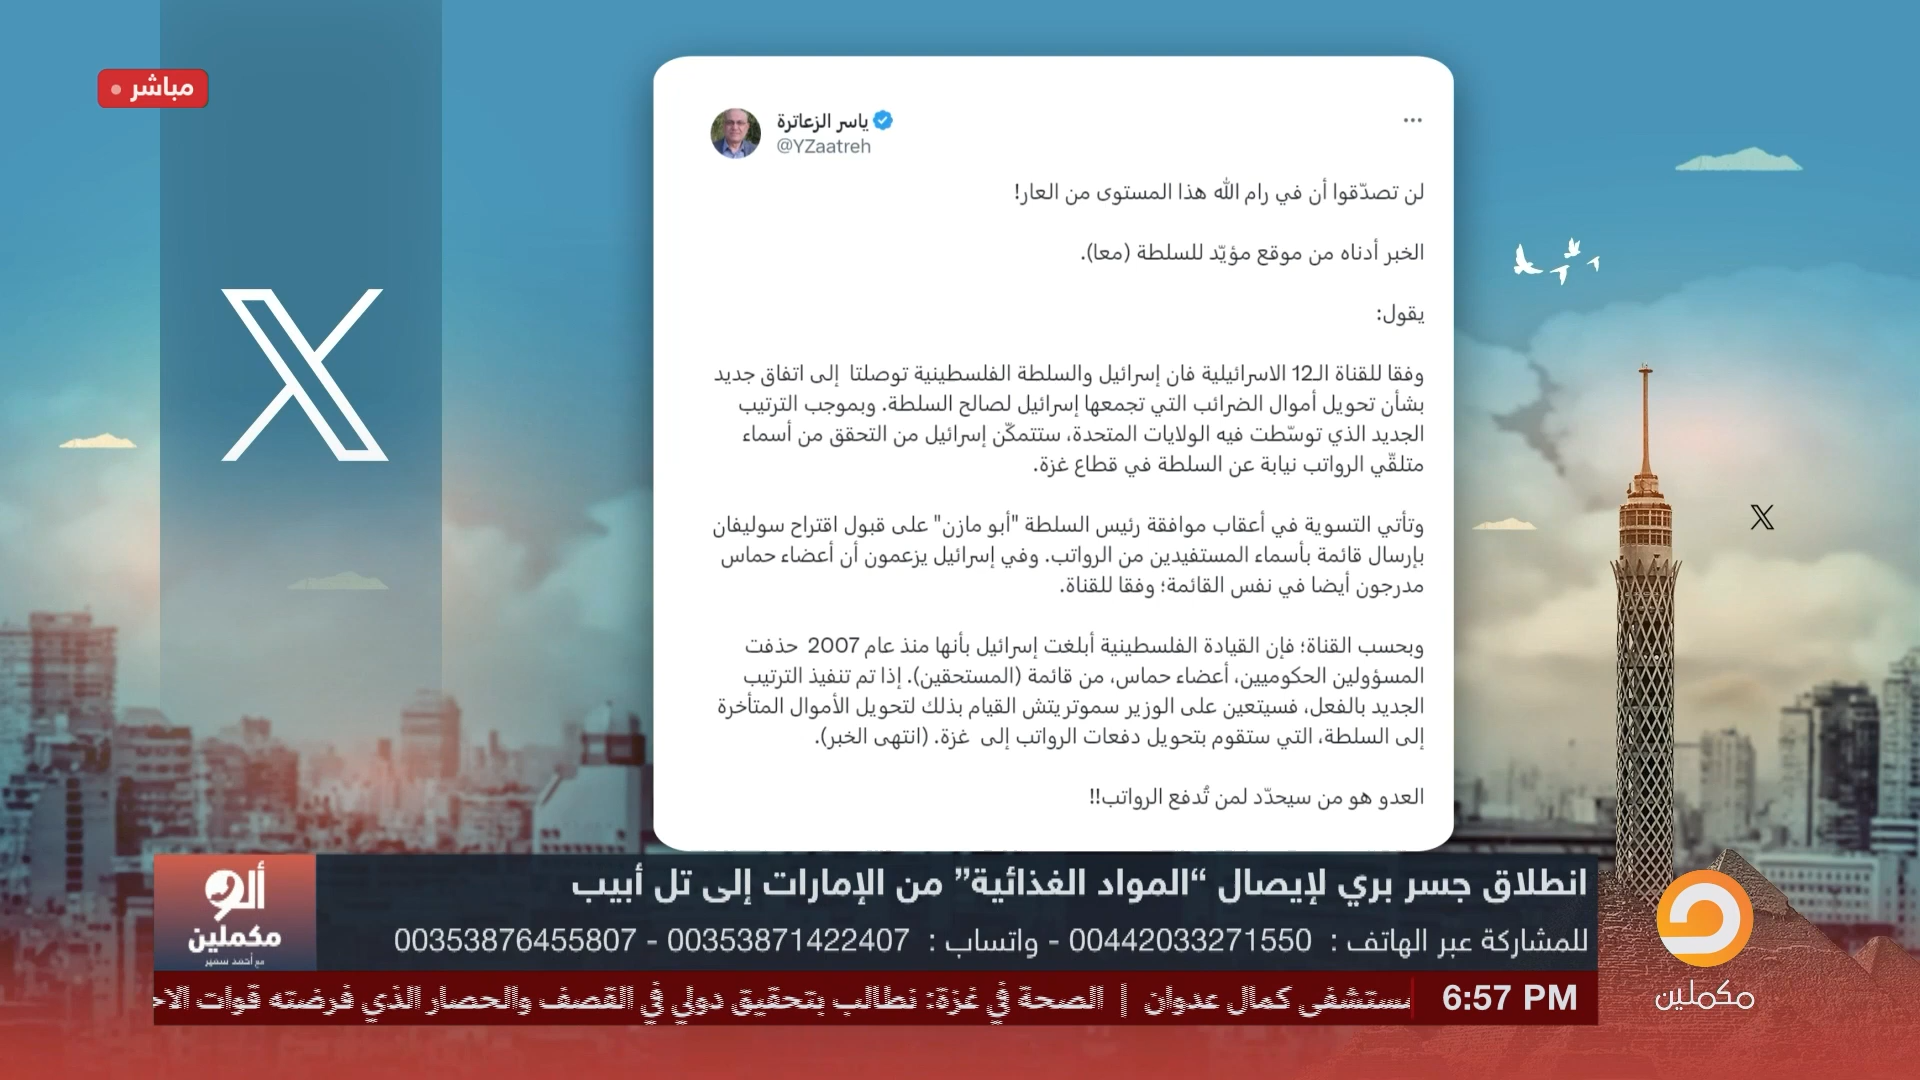 مباشر
ياسر الزعاترة
@YZaatreh
لن تصدّقوا أن في رام الله هذا المستوى من العار!
الخبر أدناه من موقع مؤيّد للسلطة (معا).
يقول:
وفقا للقناة الـ12 الاسرائيلية فان إسرائيل والسلطة الفلسطينية توصلتا إلى اتفاق جديد
بشأن تحويل أموال الضرائب التي تجمعها إسرائيل لصالح السلطة. وبموجب الترتيب
الجديد الذي توسّطت فيه الولايات المتحدة، ستتمكّن إسرائيل من التحقق من أسماء
متلقّي الرواتب نيابة عن السلطة في قطاع غزة.
وتأتي التسوية في أعقاب موافقة رئيس السلطة "أبو مازن" على قبول اقتراح سوليفان
بإرسال قائمة بأسماء المستفيدين من الرواتب. وفي إسرائيل يزعمون أن أعضاء حماس
مدرجون أيضا في نفس القائمة؛ وفقا للقناة.
وبحسب القناة؛ فإن القيادة الفلسطينية أبلغت إسرائيل بأنها منذ عام 2007 حذفت
المسؤولين الحكوميين، أعضاء حماس، من قائمة (المستحقين). إذا تم تنفيذ الترتيب
الجديد بالفعل، فسيتعين على الوزير سموتريتش القيام بذلك لتحويل الأموال المتأخرة
إلى السلطة، التي ستقوم بتحويل دفعات الرواتب إلى غزة. (انتهى الخبر).
العدو هو من سيحدّد لمن تُدفع الرواتب!!
انطلاق جسر بري لإيصال “المواد الغذائية” من الإمارات إلى تل أبيب
للمشاركة عبر الهاتف : 00442033271550 - واتساب : 00353871422407 - 00353876455807
ألو
مكملين
مع أحمد سمير
6:57 PM
مستشفى كمال عدوان | الصحة في غزة: نطالب بتحقيق دولي في القصف والحصار الذي فرضته قوات
مكملين